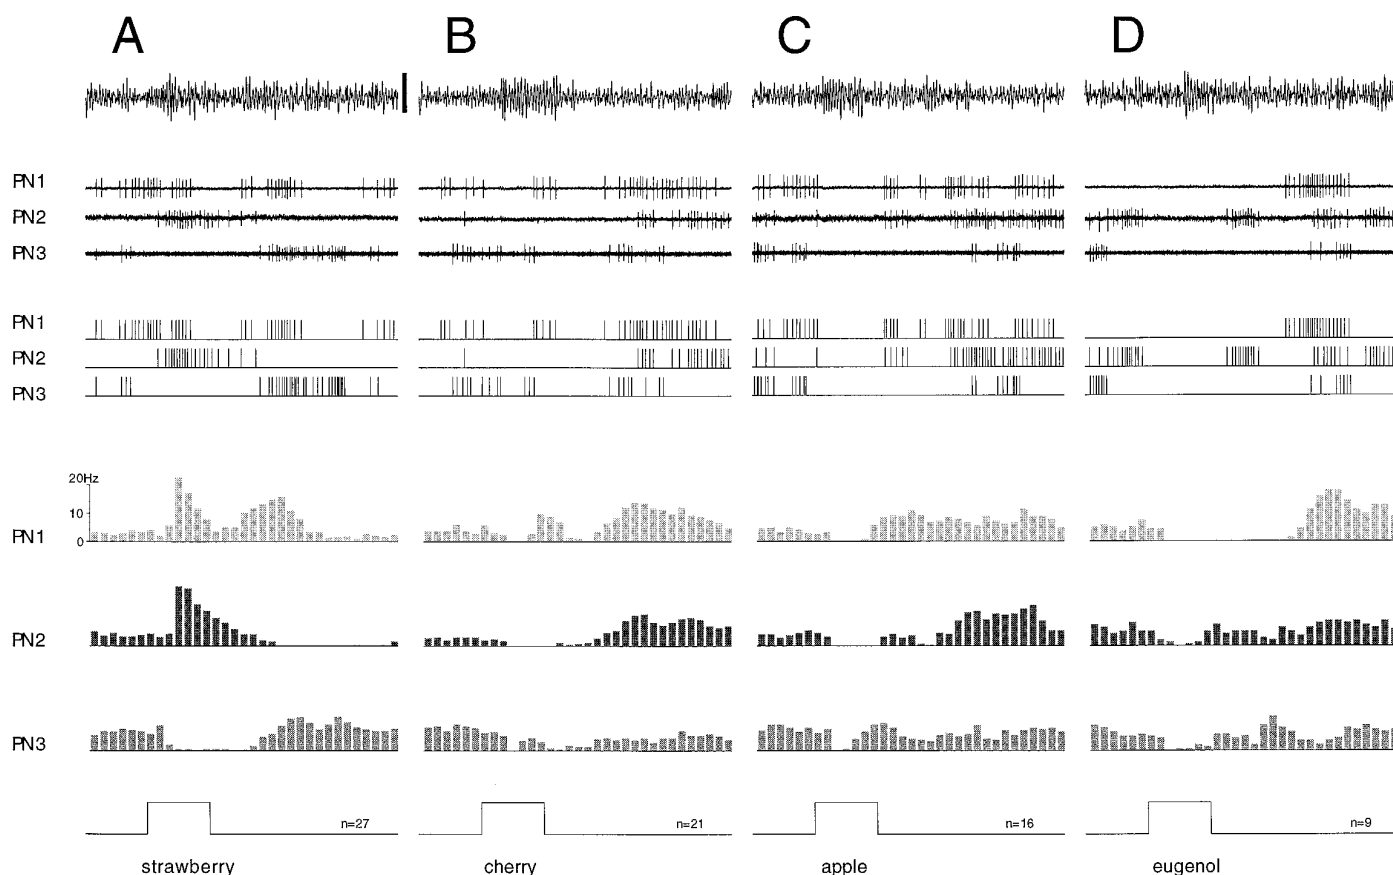 A B C D
PN1
PN2
PN3
PN1
PN2
PN3
20Hz
10
0
PN1
PN2
PN3
n=27 n=21 n=16 n=9
strawberry cherry apple eugenol